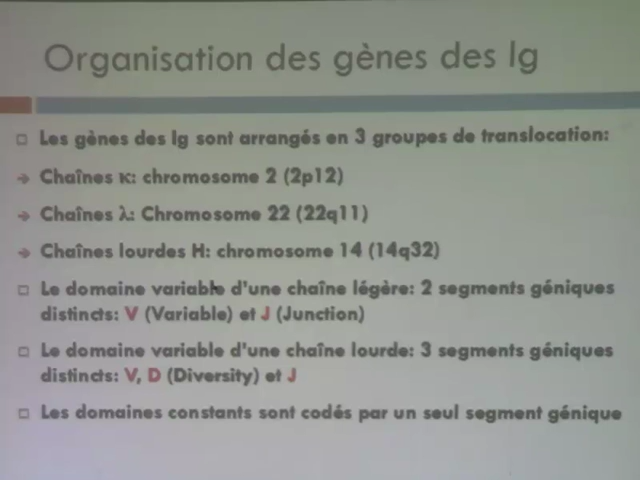 Organisation des gènes des Ig
Les gènes des Ig sont arrangés en 3 groupes de translocation:
Chaînes κ: chromosome 2 (2p12)
Chaînes λ: Chromosome 22 (22q11)
Chaînes lourdes H: chromosome 14 (14q32)
Le domaine variable d'une chaîne légère: 2 segments géniques
distincts: V (Variable) et J (Junction)
Le domaine variable d'une chaîne lourde: 3 segments géniques
distincts: V, D (Diversity) et J
Les domaines constants sont codés par un seul segment génique